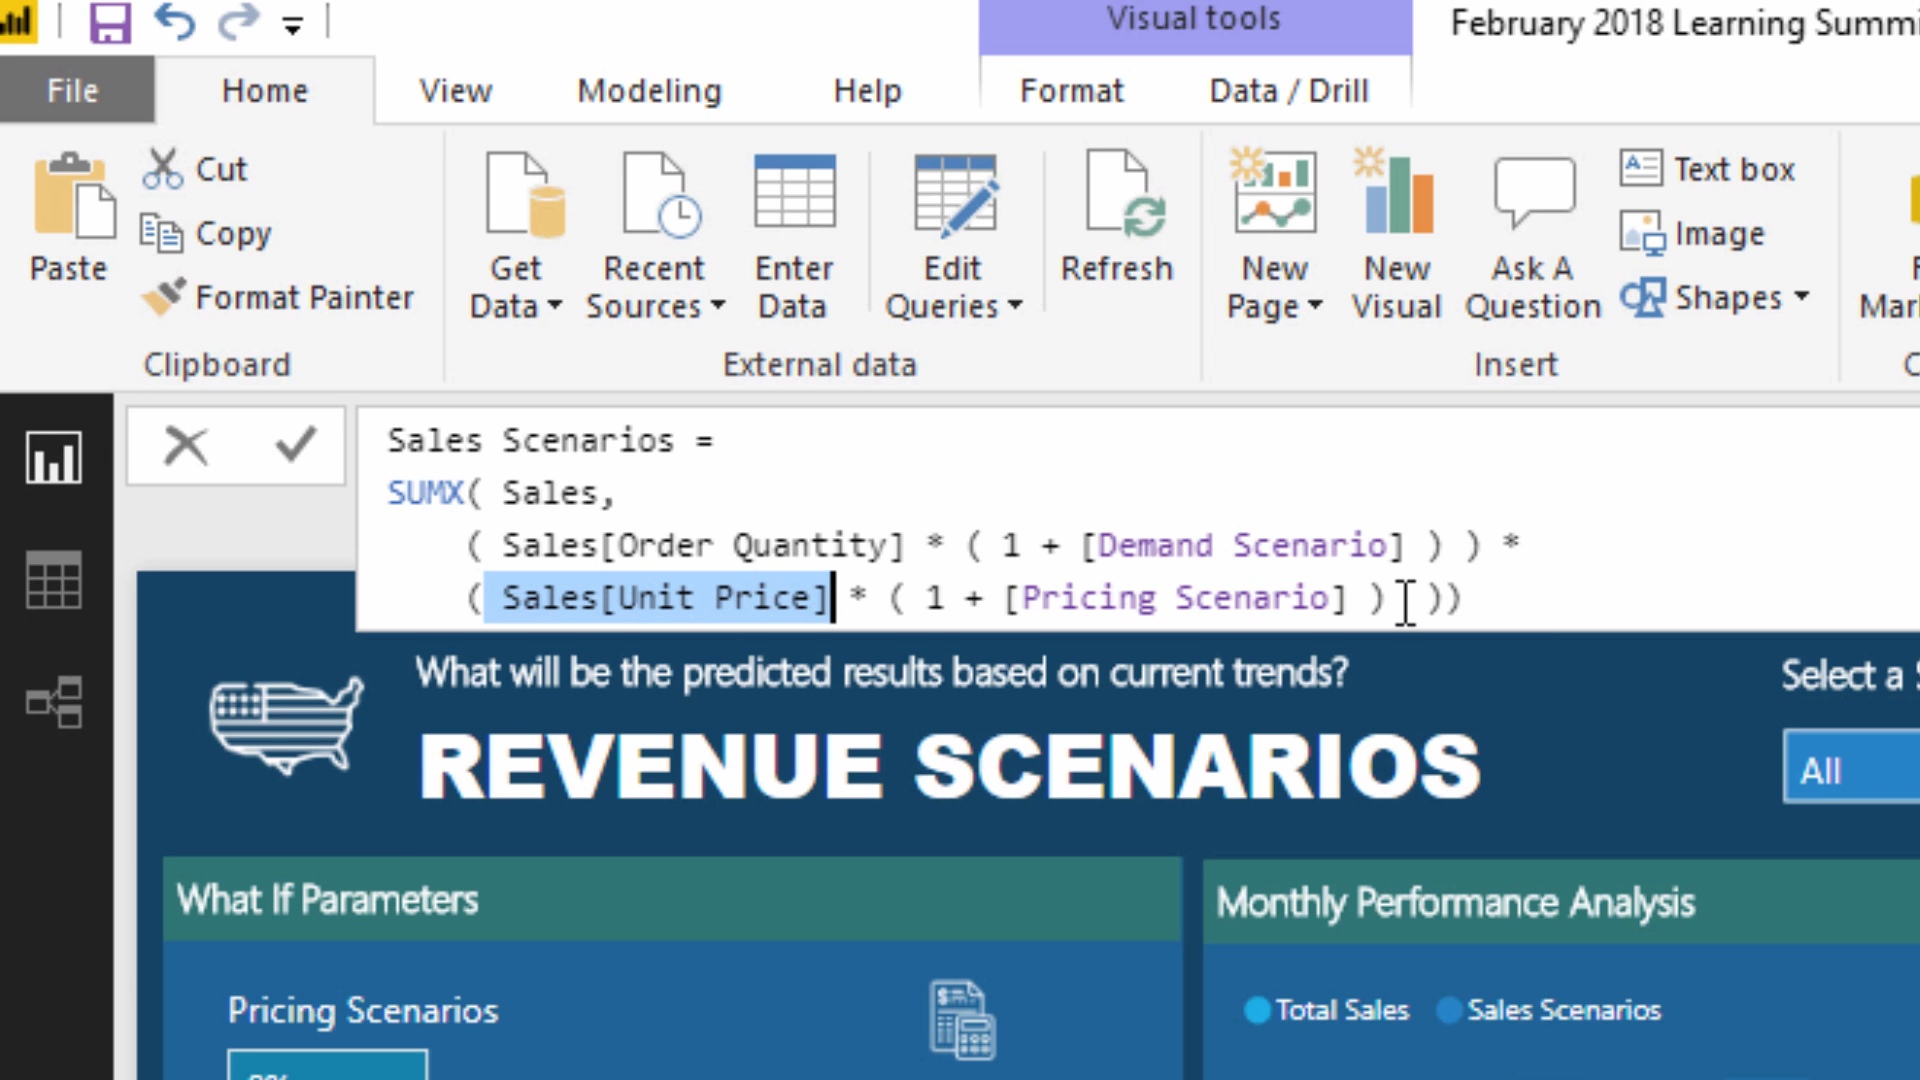 Visual tools
February 2018 Learning Summi
File Home View Modeling Help Format Data / Drill
Paste
Cut
Copy
Format Painter
Clipboard
Get Data
Recent Sources
Enter Data
Edit Queries
Refresh
External data
New Page
New Visual
Ask A Question
Text box
Image
Shapes
Insert
Mar
Sales Scenarios =
SUMX( Sales,
( Sales[Order Quantity] * ( 1 + [Demand Scenario] ) ) *
( Sales[Unit Price] * ( 1 + [Pricing Scenario] ) ))
What will be the predicted results based on current trends?
REVENUE SCENARIOS
Select a S
All
What If Parameters
Monthly Performance Analysis
Pricing Scenarios
Total Sales Sales Scenarios